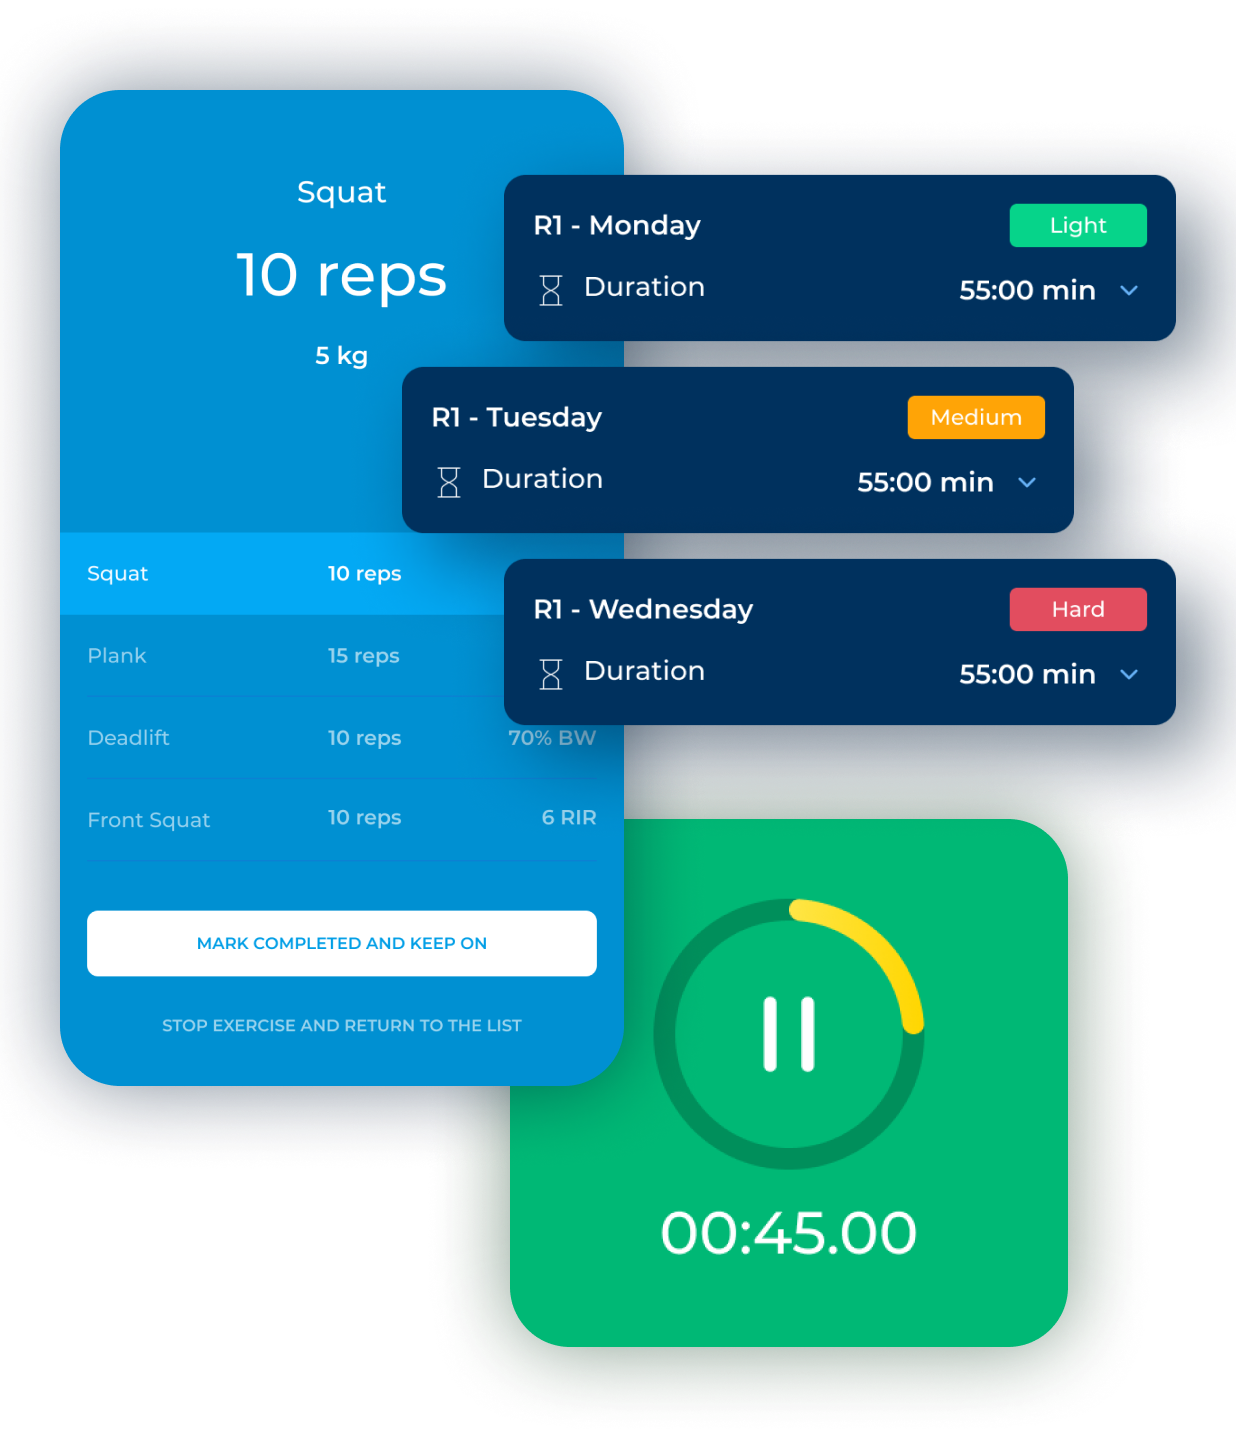 Squat
10 reps
5 kg
R1 - Monday
Light
Duration
55:00 min
R1 - Tuesday
Medium
Duration
55:00 min
R1 - Wednesday
Hard
Duration
55:00 min
Squat 10 reps
Plank 15 reps
Deadlift 10 reps 70% BW
Front Squat 10 reps 6 RIR
MARK COMPLETED AND KEEP ON
STOP EXERCISE AND RETURN TO THE LIST
00:45.00